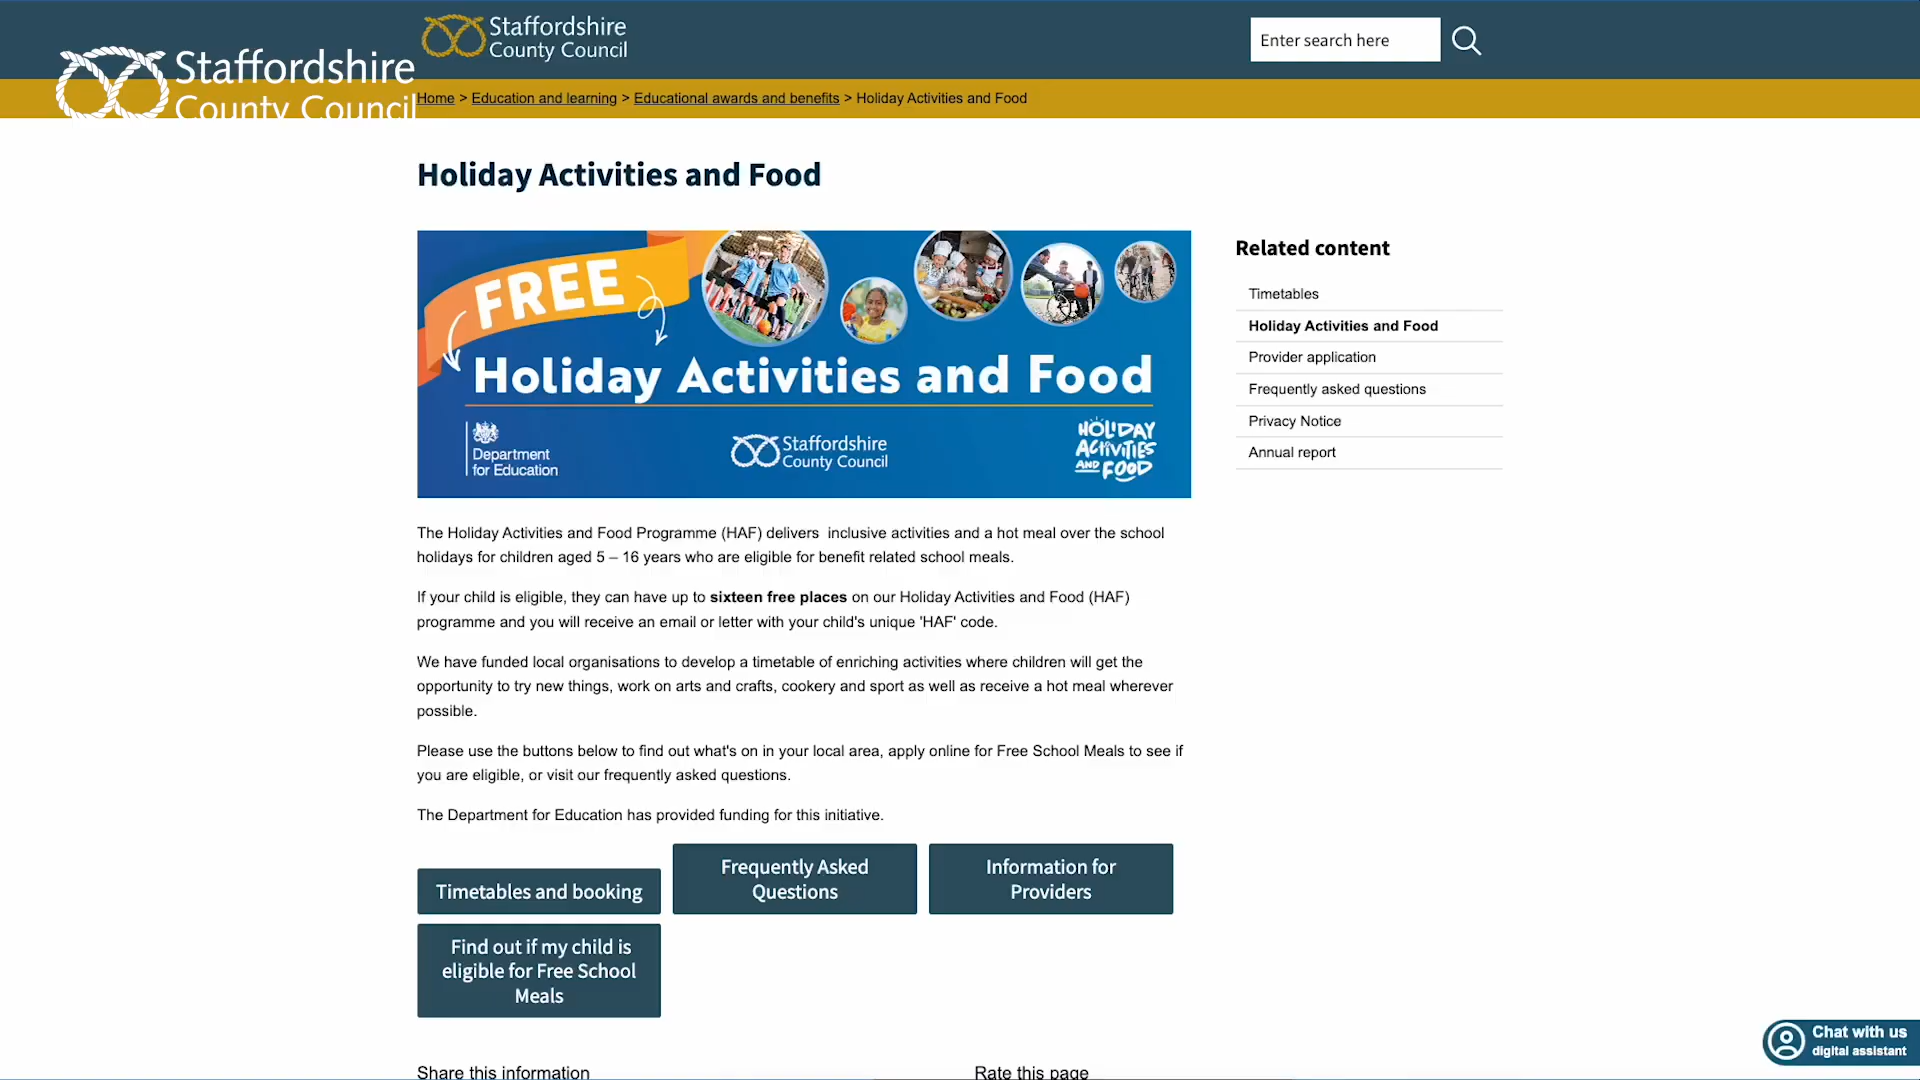 Staffordshire
County Council
Enter search here
Staffordshire
County Council
Home > Education and learning > Educational awards and benefits > Holiday Activities and Food
Holiday Activities and Food
FREE
Holiday Activities and Food
Department
for Education
Staffordshire
County Council
HOLIDAY
ACTIVITIES
AND FOOD
Related content
Timetables
Holiday Activities and Food
Provider application
Frequently asked questions
Privacy Notice
Annual report
The Holiday Activities and Food Programme (HAF) delivers  inclusive activities and a hot meal over the school
holidays for children aged 5 – 16 years who are eligible for benefit related school meals.
If your child is eligible, they can have up to sixteen free places on our Holiday Activities and Food (HAF)
programme and you will receive an email or letter with your child's unique 'HAF' code.
We have funded local organisations to develop a timetable of enriching activities where children will get the
opportunity to try new things, work on arts and crafts, cookery and sport as well as receive a hot meal wherever
possible.
Please use the buttons below to find out what's on in your local area, apply online for Free School Meals to see if
you are eligible, or visit our frequently asked questions.
The Department for Education has provided funding for this initiative.
Timetables and booking
Frequently Asked
Questions
Information for
Providers
Find out if my child is
eligible for Free School
Meals
Share this information
Rate this page
Chat with us
digital assistant